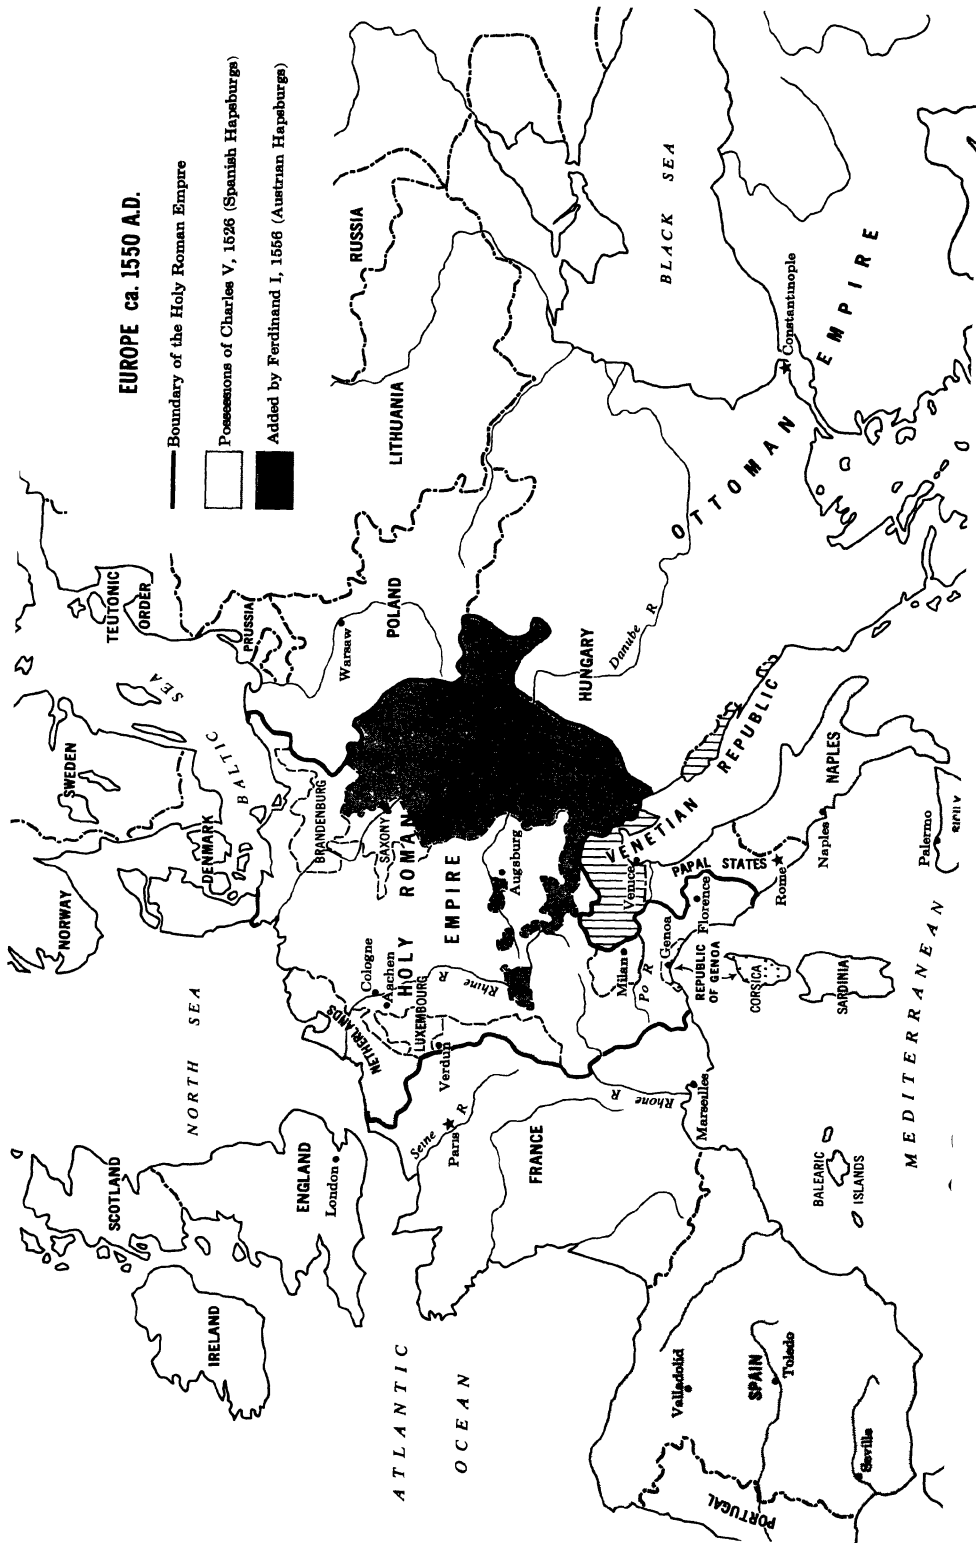 EUROPE ca. 1550 A.D.
Boundary of the Holy Roman Empire
Possessions of Charles V, 1526 (Spanish Hapsburgs)
Added by Ferdinand I, 1556 (Austrian Hapsburgs)
NORWAY
SWEDEN
TEUTONIC
ORDER
SCOTLAND
NORTH SEA
DENMARK
BALTIC
SEA
IRELAND
PRUSSIA
ENGLAND
London
NETHERLANDS
BRANDENBURG
Warsaw
RUSSIA
Cologne
Aachen
SAXONY
POLAND
LITHUANIA
ATLANTIC
OCEAN
HOLY ROMAN
EMPIRE
LUXEMBOURG
Verdun
Seine R
Paris
Rhine R
Augsburg
FRANCE
HUNGARY
Danube R
Rhone R
Milan
Po R
Venice
VENETIAN
REPUBLIC
Genoa
REPUBLIC
OF GENOA
Florence
PAPAL STATES
Marseilles
CORSICA
Rome
OTTOMAN
EMPIRE
BLACK SEA
Constantinople
Valladolid
PORTUGAL
SPAIN
Toledo
Seville
BALEARIC
ISLANDS
SARDINIA
Naples
NAPLES
MEDITERRANEAN
Palermo
SICILY